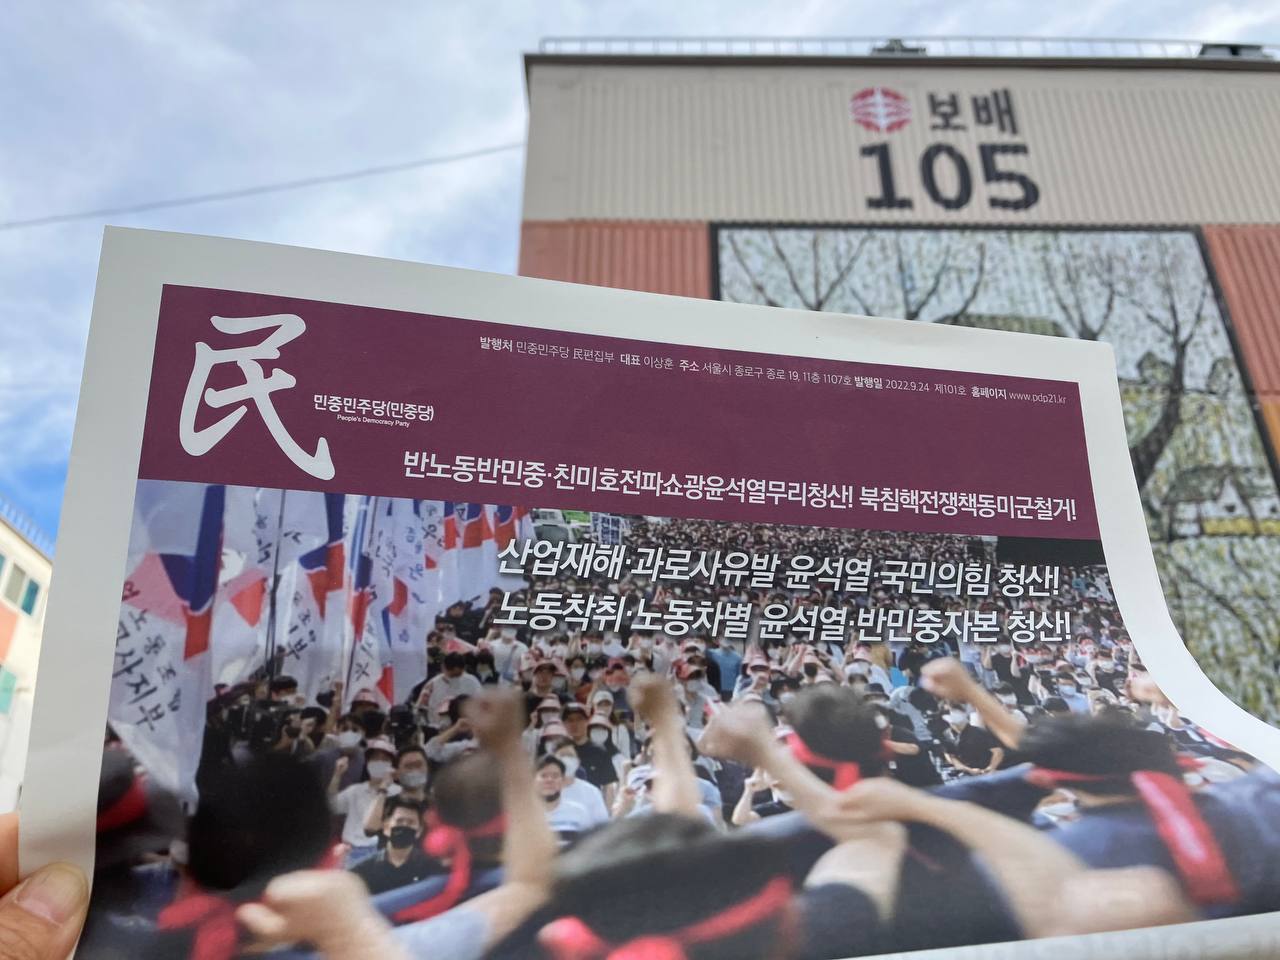 보배
105
民
발행처 민중민주당 民편집부 대표 이상훈 주소 서울시 종로구 종로 19, 11층 1107호 발행일 2022.9.24 제101호 홈페이지 www.pdp21.kr
민중민주당(민중당)
People's Democracy Party
반노동반민중·친미호전파쇼광윤석열무리청산! 북침핵전쟁책동미군철거!
산업재해·과로사유발 윤석열·국민의힘 청산!
노동착취·노동차별 윤석열·반민중자본 청산!